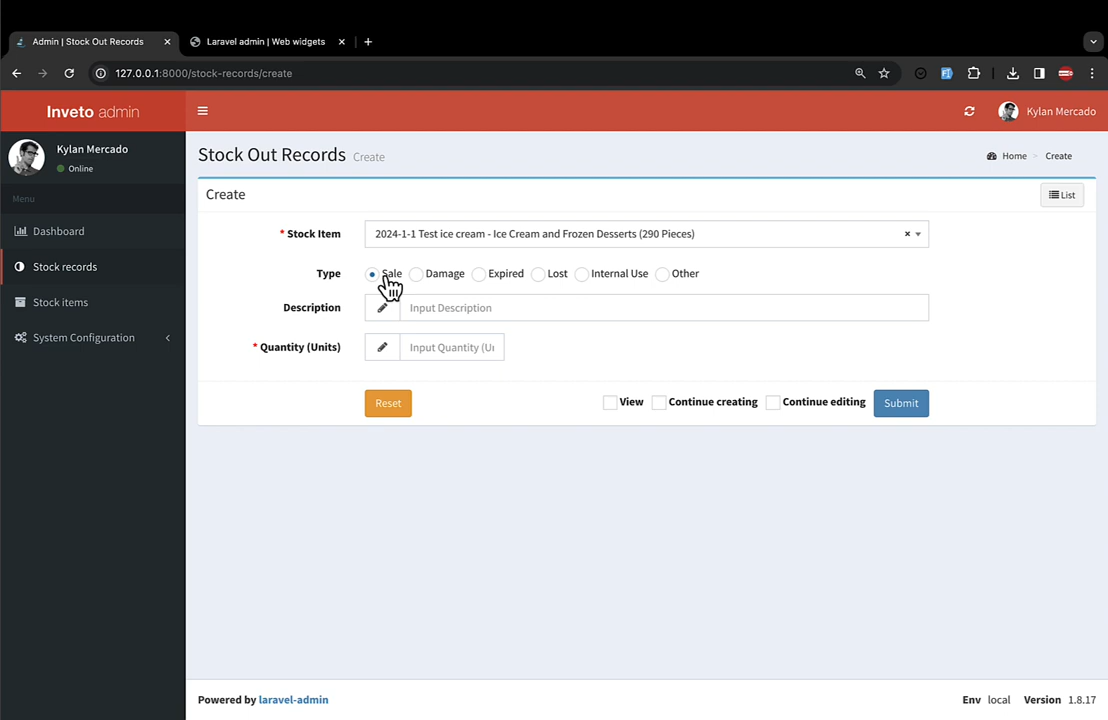 Admin | Stock Out Records
Laravel admin | Web widgets
127.0.0.1:8000/stock-records/create
Inveto admin
Kylan Mercado
Kylan Mercado
Online
Menu
Dashboard
Stock records
Stock items
System Configuration
Stock Out Records Create
Home > Create
Create
List
* Stock Item
2024-1-1 Test ice cream - Ice Cream and Frozen Desserts (290 Pieces)
× 
Type
Sale Damage Expired Lost Internal Use Other
Description
Input Description
* Quantity (Units)
Input Quantity (Ur
Reset
View Continue creating Continue editing
Submit
Powered by laravel-admin
Env local Version 1.8.17